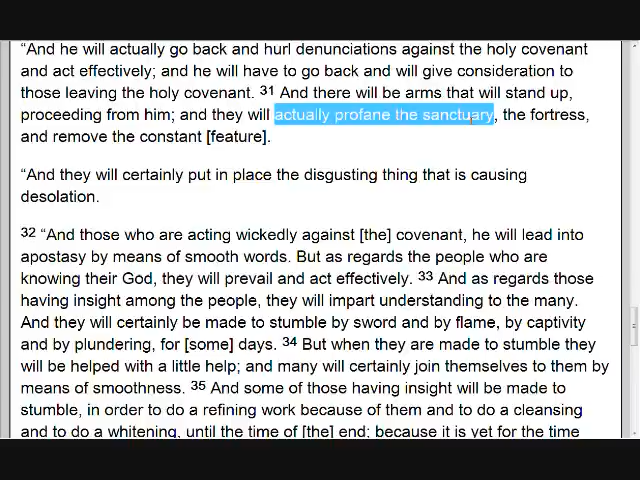 “And he will actually go back and hurl denunciations against the holy covenant
and act effectively; and he will have to go back and will give consideration to
those leaving the holy covenant. 31 And there will be arms that will stand up,
proceeding from him; and they will actually profane the sanctuary, the fortress,
and remove the constant [feature].
“And they will certainly put in place the disgusting thing that is causing
desolation.
32 “And those who are acting wickedly against [the] covenant, he will lead into
apostasy by means of smooth words. But as regards the people who are
knowing their God, they will prevail and act effectively. 33 And as regards those
having insight among the people, they will impart understanding to the many.
And they will certainly be made to stumble by sword and by flame, by captivity
and by plundering, for [some] days. 34 But when they are made to stumble they
will be helped with a little help; and many will certainly join themselves to them by
means of smoothness. 35 And some of those having insight will be made to
stumble, in order to do a refining work because of them and to do a cleansing
and to do a whitening, until the time of [the] end; because it is yet for the time